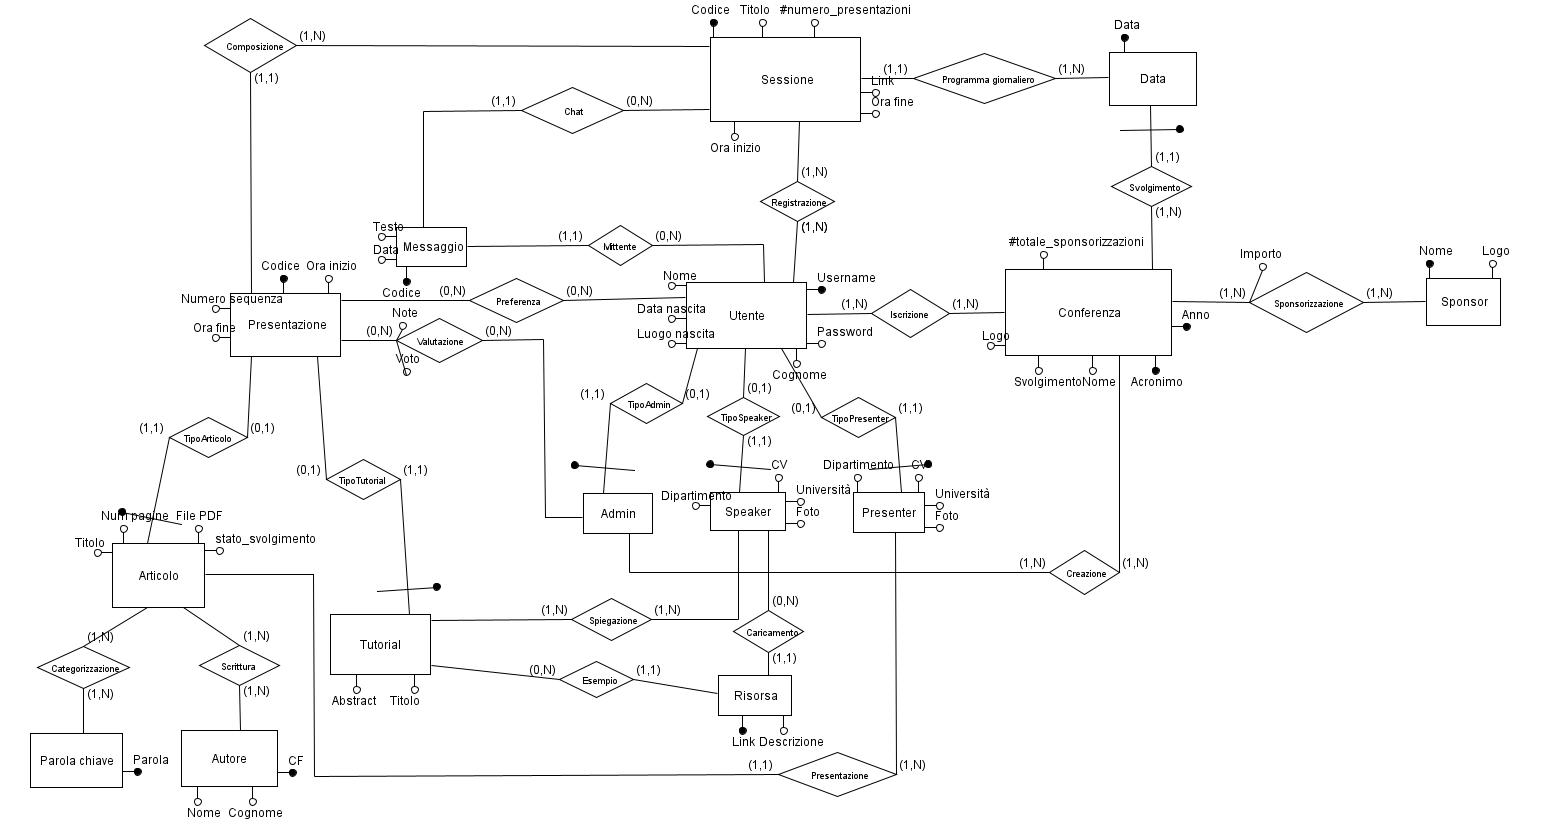 Codice Titolo #numero_presentazioni
Data
Composizione
(1,N)
(1,1)
Sessione
(1,1)
Programma giornaliero
(1,N)
Data
Link
Ora fine
(1,1)
Chat
(0,N)
Ora inizio
(1,1)
Svolgimento
(1,N)
(1,N)
Registrazione
(1,N)
Testo
Data
Messaggio
Codice
(1,1)
Mittente
(0,N)
#totale_sponsorizzazioni
Importo
Nome
Logo
Codice
Ora inizio
Numero sequenza
Ora fine
Presentazione
(0,N)
Preferenza
(0,N)
Nome
Data nascita
Luogo nascita
Utente
Username
Password
Cognome
(1,N)
Iscrizione
(1,N)
Conferenza
Logo
Anno
Svolgimento
Nome
Acronimo
(1,N)
Sponsorizzazione
(1,N)
Sponsor
(0,N)
Note
Valutazione
Voto
(0,N)
(1,1)
TipoAdmin
(0,1)
(0,1)
TipoSpeaker
(1,1)
(0,1)
TipoPresenter
(1,1)
(1,1)
TipoArticolo
(0,1)
(0,1)
TipoTutorial
(1,1)
Admin
CV
Dipartimento
Università
Foto
Speaker
Dipartimento
CV
Università
Foto
Presenter
Num pagine
File PDF
Titolo
stato_svolgimento
Articolo
(1,N)
Creazione
(1,N)
Tutorial
Abstract
Titolo
(1,N)
Spiegazione
(1,N)
(0,N)
Caricamento
(1,1)
(1,N)
Categorizzazione
(1,N)
(1,N)
Scrittura
(1,N)
(0,N)
Esempio
(1,1)
Risorsa
Link
Descrizione
Parola chiave
Parola
Autore
CF
Nome
Cognome
(1,1)
Presentazione
(1,N)